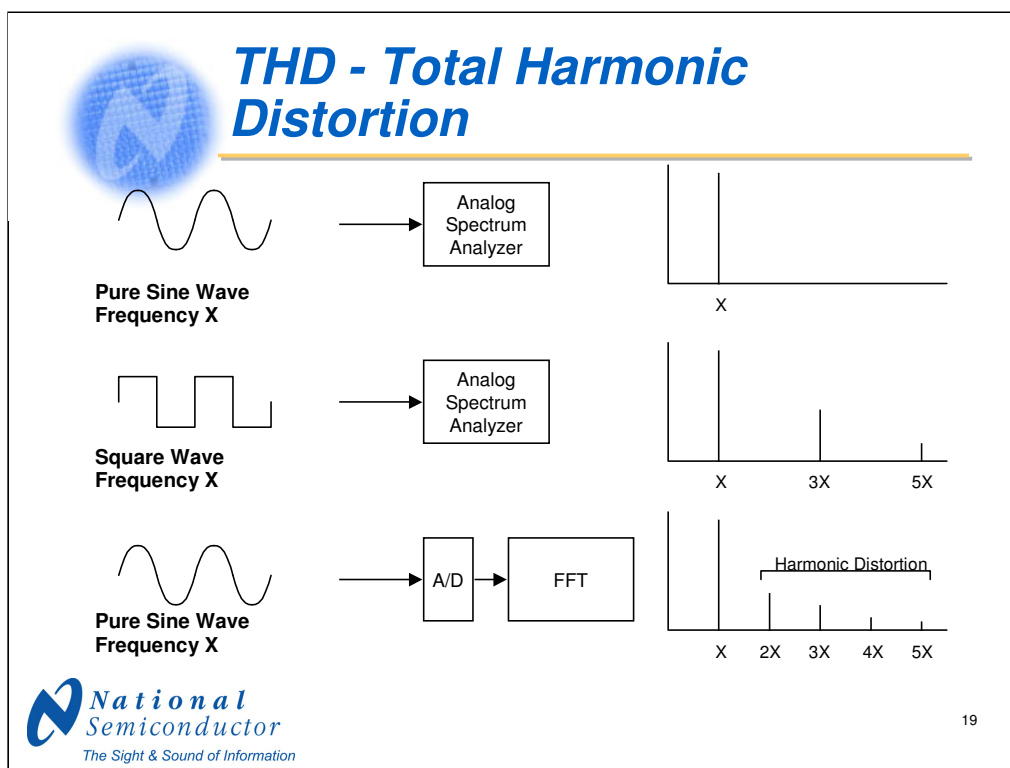 THD - Total Harmonic
Distortion
Analog
Spectrum
Analyzer
Pure Sine Wave
Frequency X
X
Analog
Spectrum
Analyzer
Square Wave
Frequency X
X 3X 5X
A/D
FFT
Harmonic Distortion
Pure Sine Wave
Frequency X
X 2X 3X 4X 5X
National
Semiconductor
The Sight & Sound of Information
19